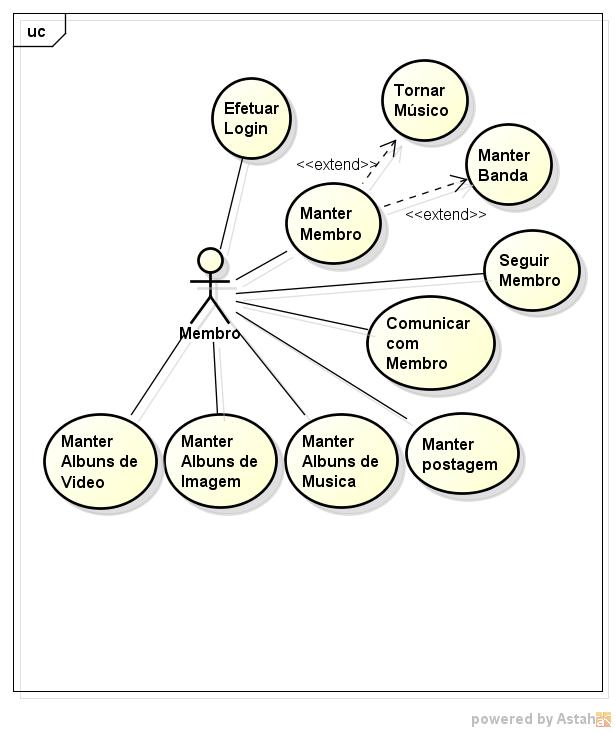 uc
Efetuar
Login
Tornar
Músico
<<extend>>
Manter
Banda
<<extend>>
Manter
Membro
Seguir
Membro
Comunicar
com
Membro
Membro
Manter
Albuns de
Video
Manter
Albuns de
Imagem
Manter
Albuns de
Musica
Manter
postagem
powered by Astah